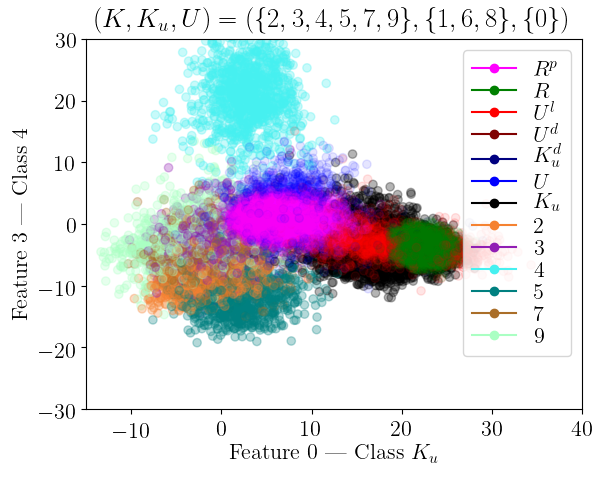 (K, K_u, U) = ({2, 3, 4, 5, 7, 9}, {1, 6, 8}, {0})
30
20
10
0
−10
−20
−30
Feature 3 — Class 4
R^p
R
U^l
U^d
K_u^d
U
K_u
2
3
4
5
7
9
−10
0
10
20
30
40
Feature 0 — Class K_u